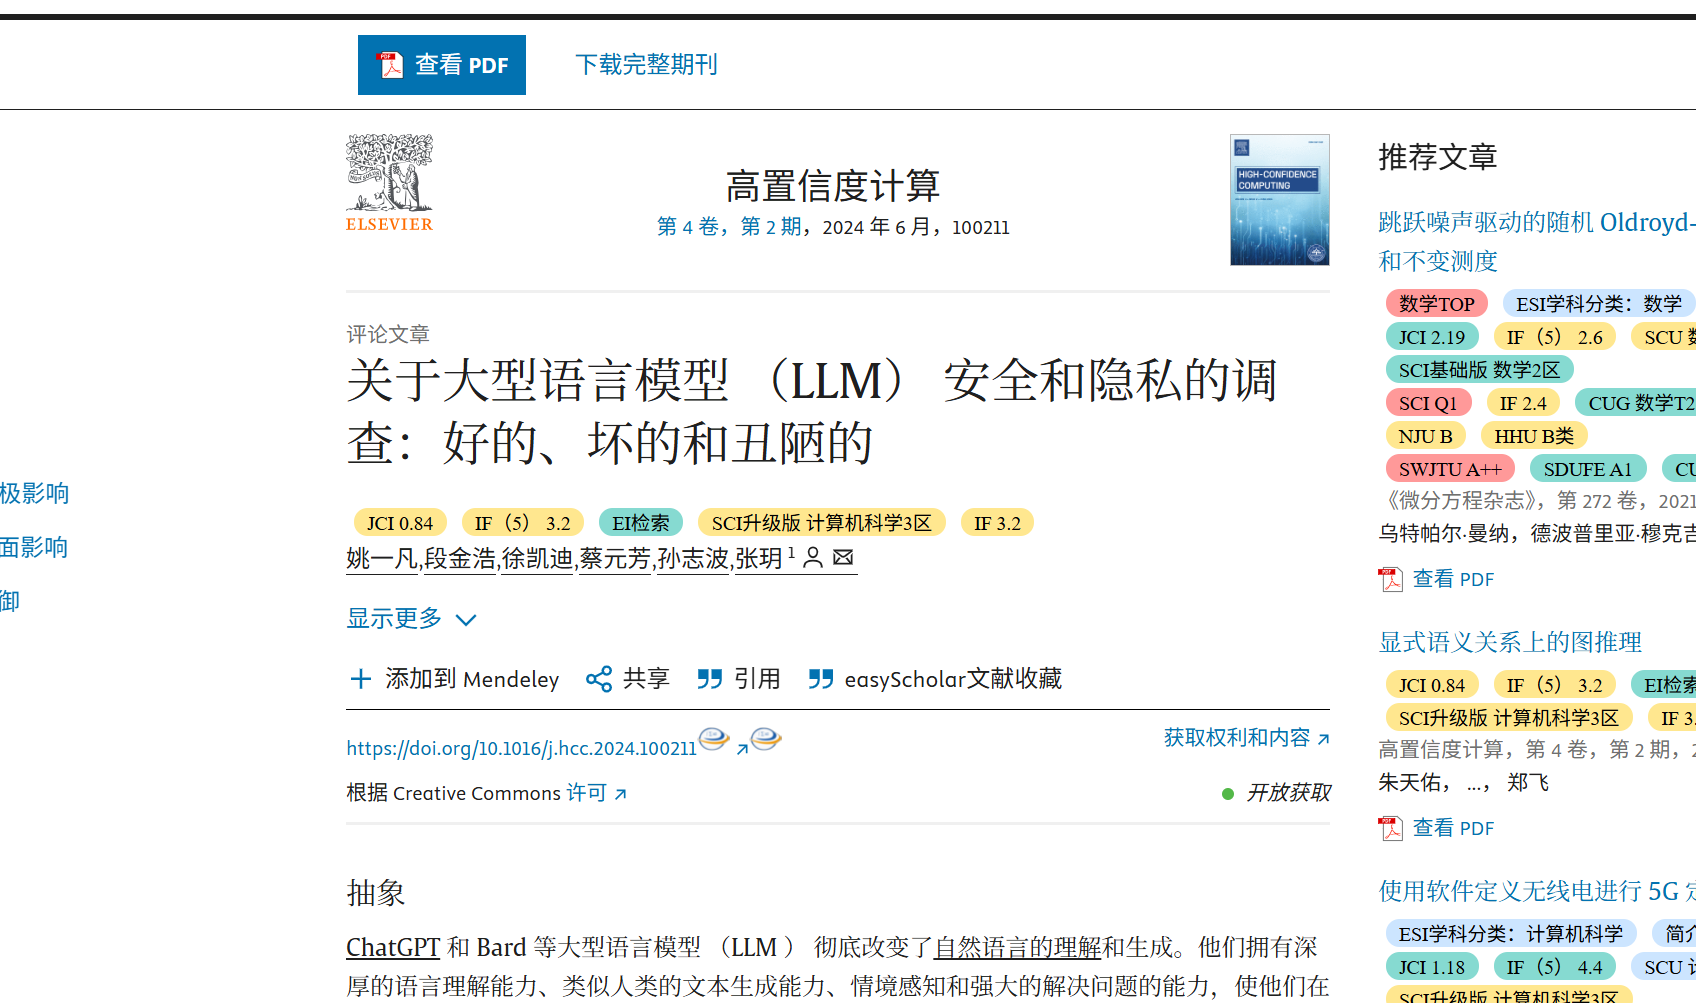 查看 PDF
下载完整期刊
ELSEVIER
高置信度计算
第 4 卷，第 2 期，2024 年 6 月，100211
HIGH-CONFIDENCE
COMPUTING
评论文章
关于大型语言模型 （LLM） 安全和隐私的调
查：好的、坏的和丑陋的
JCI 0.84 IF（5） 3.2 EI检索 SCI升级版 计算机科学3区 IF 3.2
姚一凡,段金浩,徐凯迪,蔡元芳,孙志波,张玥 1
显示更多
添加到 Mendeley 共享 引用 easyScholar文献收藏
https://doi.org/10.1016/j.hcc.2024.100211
获取权利和内容
根据 Creative Commons 许可
开放获取
抽象
ChatGPT 和 Bard 等大型语言模型 （LLM ） 彻底改变了自然语言的理解和生成。他们拥有深
厚的语言理解能力、类似人类的文本生成能力、情境感知和强大的解决问题的能力，使他们在
极影响
面影响
御
推荐文章
跳跃噪声驱动的随机 Oldroyd-
和不变测度
数学TOP ESI学科分类：数学
JCI 2.19 IF（5） 2.6 SCU
SCI基础版 数学2区
SCI Q1 IF 2.4 CUG 数学T2
NJU B HHU B类
SWJTU A++ SDUFE A1
《微分方程杂志》，第 272 卷，2021
乌特帕尔·曼纳，德波普里亚·穆克吉
查看 PDF
显式语义关系上的图推理
JCI 0.84 IF（5） 3.2 EI检索
SCI升级版 计算机科学3区 IF 3.
高置信度计算，第 4 卷，第 2 期，
朱天佑， ...， 郑飞
查看 PDF
使用软件定义无线电进行 5G 定
ESI学科分类：计算机科学 简介
JCI 1.18 IF（5） 4.4 SCU
SCI升级版 计算机科学3区